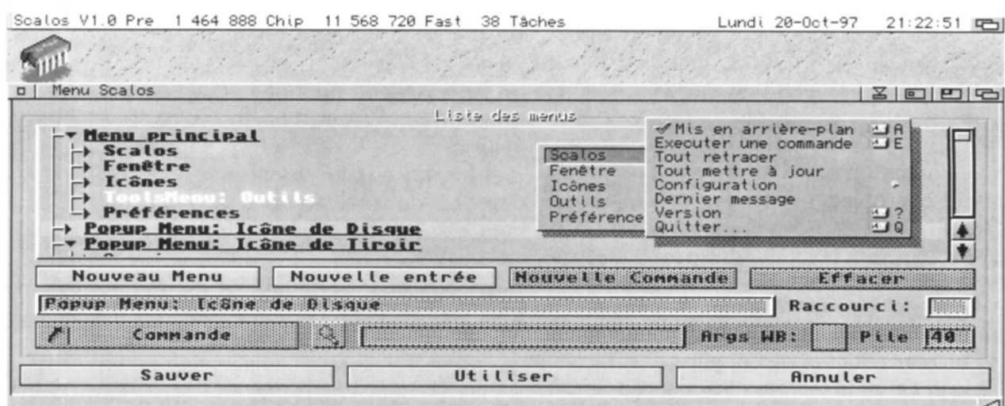 Scalos V1.0 Pre 1 464 888 Chip 11 568 720 Fast 38 Tâches Lundi 20-Oct-97 21:22:51
Menu Scalos
Liste des menus
Menu principal
Scalos
Fenêtre
Icônes
ToolsMenu: Outils
Préférences
Popup Menu: Icône de Disque
Popup Menu: Icône de Tiroir
Scalos
Fenêtre
Icônes
Outils
Préférence
Mis en arrière-plan A
Executer une commande E
Tout retracer
Tout mettre à jour
Configuration
Dernier message
Version ?
Quitter... Q
Nouveau Menu Nouvelle entrée Nouvelle Commande Effacer
Popup Menu: Icône de Disque Raccourci:
Commande Args WB: Pile 40
Sauver Utiliser Annuler